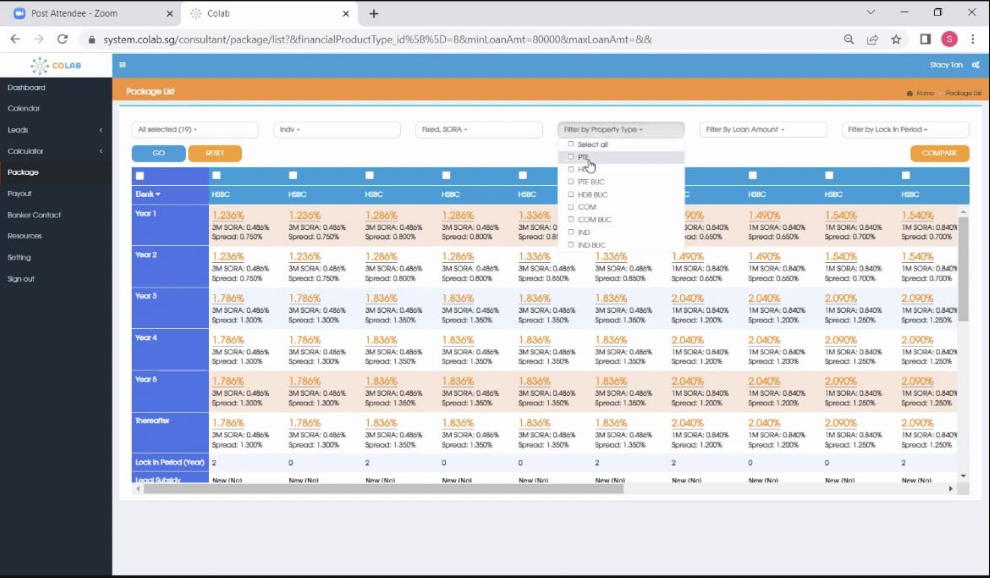 Post Attendee - Zoom
Colab
system.colab.sg/consultant/package/list?&financialProductType_id%5B%5D=8&minLoanAmt=80000&maxLoanAmt=&&
S
COLAB
Stacy Tan
Dashboard
Calendar
Leads
Calculator
Package
Payout
Banker Contact
Resources
Setting
Sign out
Package List
Home
Package List
All selected (19)
Indv
Fixed, SORA
Filter by Property Type
Filter By Loan Amount
Filter by Lock In Period
GO
RESET
COMPARE
Select all
PTE
PTE BUC
HDB BUC
COM
COM BUC
IND
IND BUC
Bank HSBC HSBC HSBC HSBC HSBC HSBC HSBC HSBC
Year 1 1.236% 1.236% 1.286% 1.286% 1.336% 1.490% 1.540% 1.540%
3M SORA: 0.486% 3M SORA: 0.486% 3M SORA: 0.486% 3M SORA: 0.486% 1M SORA: 0.840% 1M SORA: 0.840% 1M SORA: 0.840%
Spread: 0.750% Spread: 0.750% Spread: 0.800% Spread: 0.800% Spread: 0.650% Spread: 0.700% Spread: 0.700%
Year 2 1.236% 1.236% 1.286% 1.286% 1.336% 1.336% 1.490% 1.490% 1.540% 1.540%
3M SORA: 0.486% 3M SORA: 0.486% 3M SORA: 0.486% 3M SORA: 0.486% 3M SORA: 0.486% 3M SORA: 0.486% 1M SORA: 0.840% 1M SORA: 0.840% 1M SORA: 0.840% 1M SORA: 0.840%
Spread: 0.750% Spread: 0.750% Spread: 0.800% Spread: 0.800% Spread: 0.850% Spread: 0.850% Spread: 0.650% Spread: 0.650% Spread: 0.700% Spread: 0.700%
Year 3 1.786% 1.786% 1.836% 1.836% 1.836% 1.836% 2.040% 2.040% 2.090% 2.090%
3M SORA: 0.486% 3M SORA: 0.486% 3M SORA: 0.486% 3M SORA: 0.486% 3M SORA: 0.486% 3M SORA: 0.486% 1M SORA: 0.840% 1M SORA: 0.840% 1M SORA: 0.840% 1M SORA: 0.840%
Spread: 1.300% Spread: 1.300% Spread: 1.350% Spread: 1.350% Spread: 1.350% Spread: 1.350% Spread: 1.200% Spread: 1.200% Spread: 1.250% Spread: 1.250%
Year 4 1.786% 1.786% 1.836% 1.836% 1.836% 1.836% 2.040% 2.040% 2.090% 2.090%
3M SORA: 0.486% 3M SORA: 0.486% 3M SORA: 0.486% 3M SORA: 0.486% 3M SORA: 0.486% 3M SORA: 0.486% 1M SORA: 0.840% 1M SORA: 0.840% 1M SORA: 0.840% 1M SORA: 0.840%
Spread: 1.300% Spread: 1.300% Spread: 1.350% Spread: 1.350% Spread: 1.350% Spread: 1.350% Spread: 1.200% Spread: 1.200% Spread: 1.250% Spread: 1.250%
Year 5 1.786% 1.786% 1.836% 1.836% 1.836% 1.836% 2.040% 2.040% 2.090% 2.090%
3M SORA: 0.486% 3M SORA: 0.486% 3M SORA: 0.486% 3M SORA: 0.486% 3M SORA: 0.486% 3M SORA: 0.486% 1M SORA: 0.840% 1M SORA: 0.840% 1M SORA: 0.840% 1M SORA: 0.840%
Spread: 1.300% Spread: 1.300% Spread: 1.350% Spread: 1.350% Spread: 1.350% Spread: 1.350% Spread: 1.200% Spread: 1.200% Spread: 1.250% Spread: 1.250%
Thereafter 1.786% 1.786% 1.836% 1.836% 1.836% 1.836% 2.040% 2.040% 2.090% 2.090%
3M SORA: 0.486% 3M SORA: 0.486% 3M SORA: 0.486% 3M SORA: 0.486% 3M SORA: 0.486% 3M SORA: 0.486% 1M SORA: 0.840% 1M SORA: 0.840% 1M SORA: 0.840% 1M SORA: 0.840%
Spread: 1.300% Spread: 1.300% Spread: 1.350% Spread: 1.350% Spread: 1.350% Spread: 1.350% Spread: 1.200% Spread: 1.200% Spread: 1.250% Spread: 1.250%
Lock In Period (Year) 2 0 2 0 0 2 2 0 0 2
Legal Subsidy New (No) New (No) New (No) New (No) New (No) New (No) New (No) New (No) New (No) New (No)